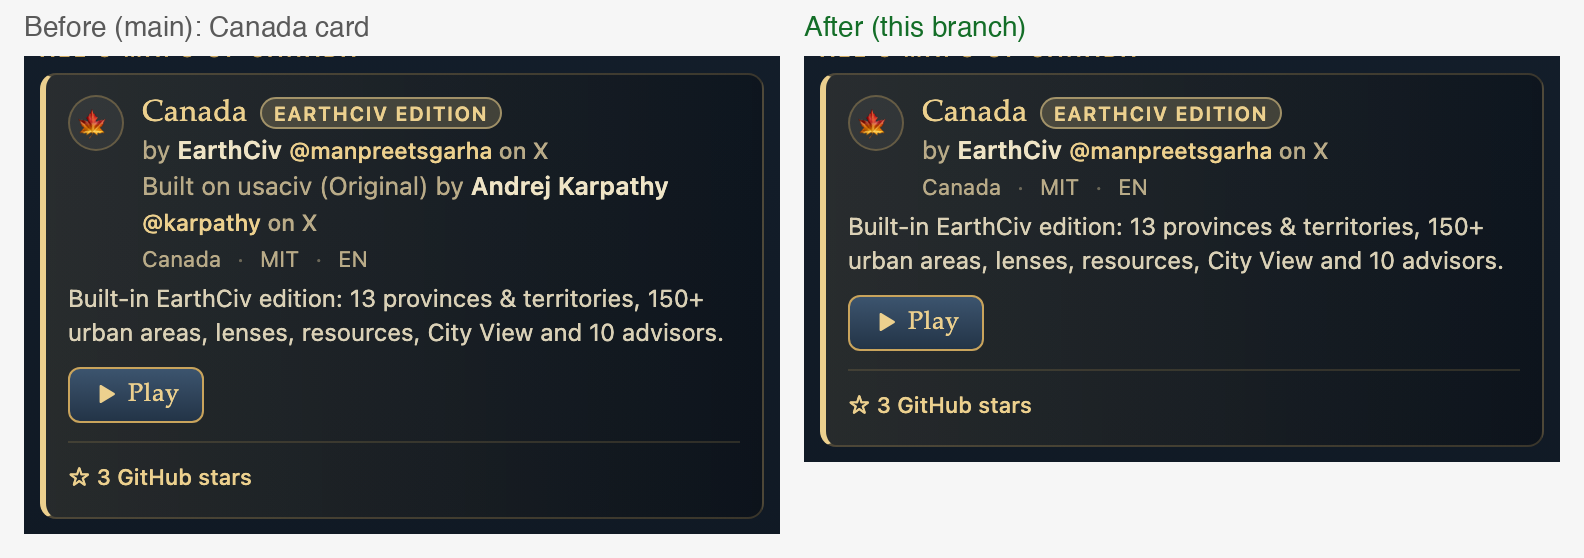 Before (main): Canada card
Canada EARTHCIV EDITION
by EarthCiv @manpreetsgarha on X
Built on usaciv (Original) by Andrej Karpathy
@karpathy on X
Canada · MIT · EN
Built-in EarthCiv edition: 13 provinces & territories, 150+
urban areas, lenses, resources, City View and 10 advisors.
▶ Play
☆ 3 GitHub stars
After (this branch)
Canada EARTHCIV EDITION
by EarthCiv @manpreetsgarha on X
Canada · MIT · EN
Built-in EarthCiv edition: 13 provinces & territories, 150+
urban areas, lenses, resources, City View and 10 advisors.
▶ Play
☆ 3 GitHub stars